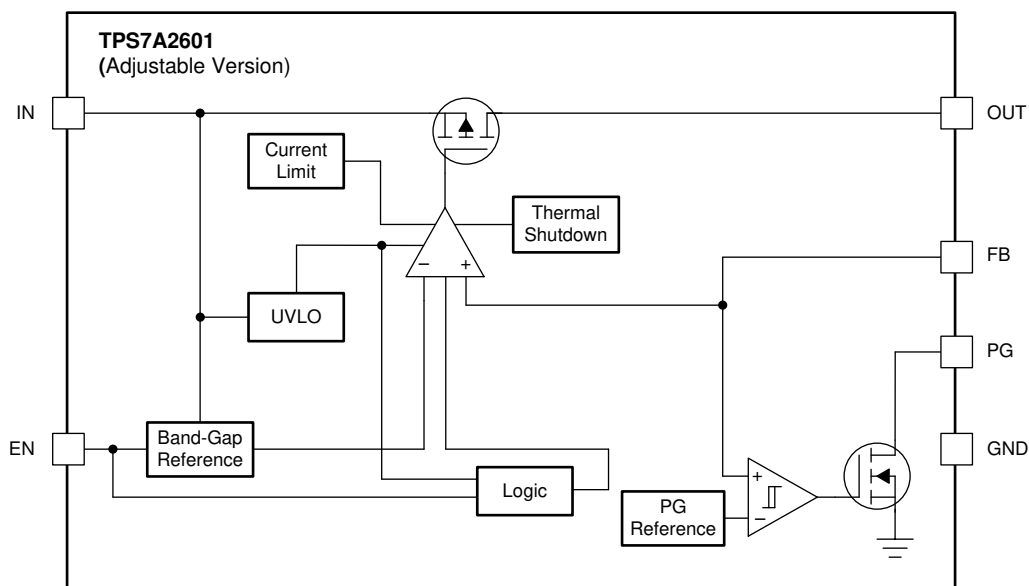 TPS7A2601
(Adjustable Version)
IN
OUT
Current
Limit
Thermal
Shutdown
− +
FB
UVLO
PG
EN
Band-Gap
Reference
GND
Logic
+
PG
Reference
−